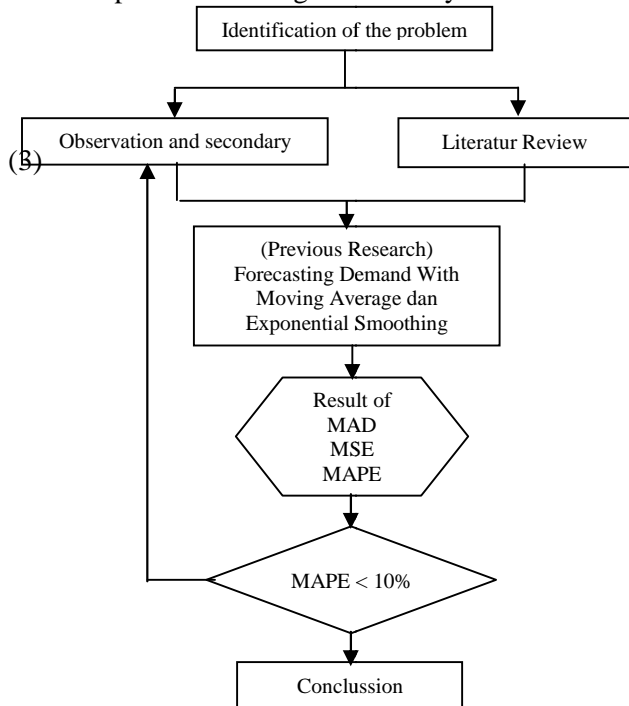 Identification of the problem
Observation and secondary
Literatur Review
(3)
(Previous Research)
Forecasting Demand With
Moving Average dan
Exponential Smoothing
Result of
MAD
MSE
MAPE
MAPE < 10%
Conclussion